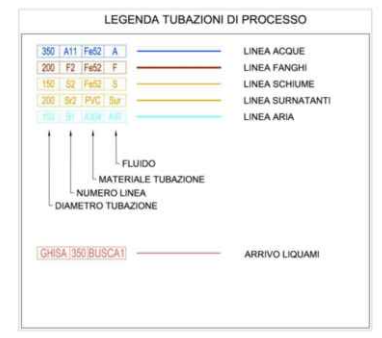 LEGENDA TUBAZIONI DI PROCESSO
350 A11 Fe52 A LINEA ACQUE
200 F2 Fe52 F LINEA FANGHI
150 S2 Fe52 S LINEA SCHIUME
200 Sr2 PVC Sur LINEA SURNATANTI
LINEA ARIA
FLUIDO
MATERIALE TUBAZIONE
NUMERO LINEA
DIAMETRO TUBAZIONE
GHISA 350 BUSCA1 ARRIVO LIQUAMI